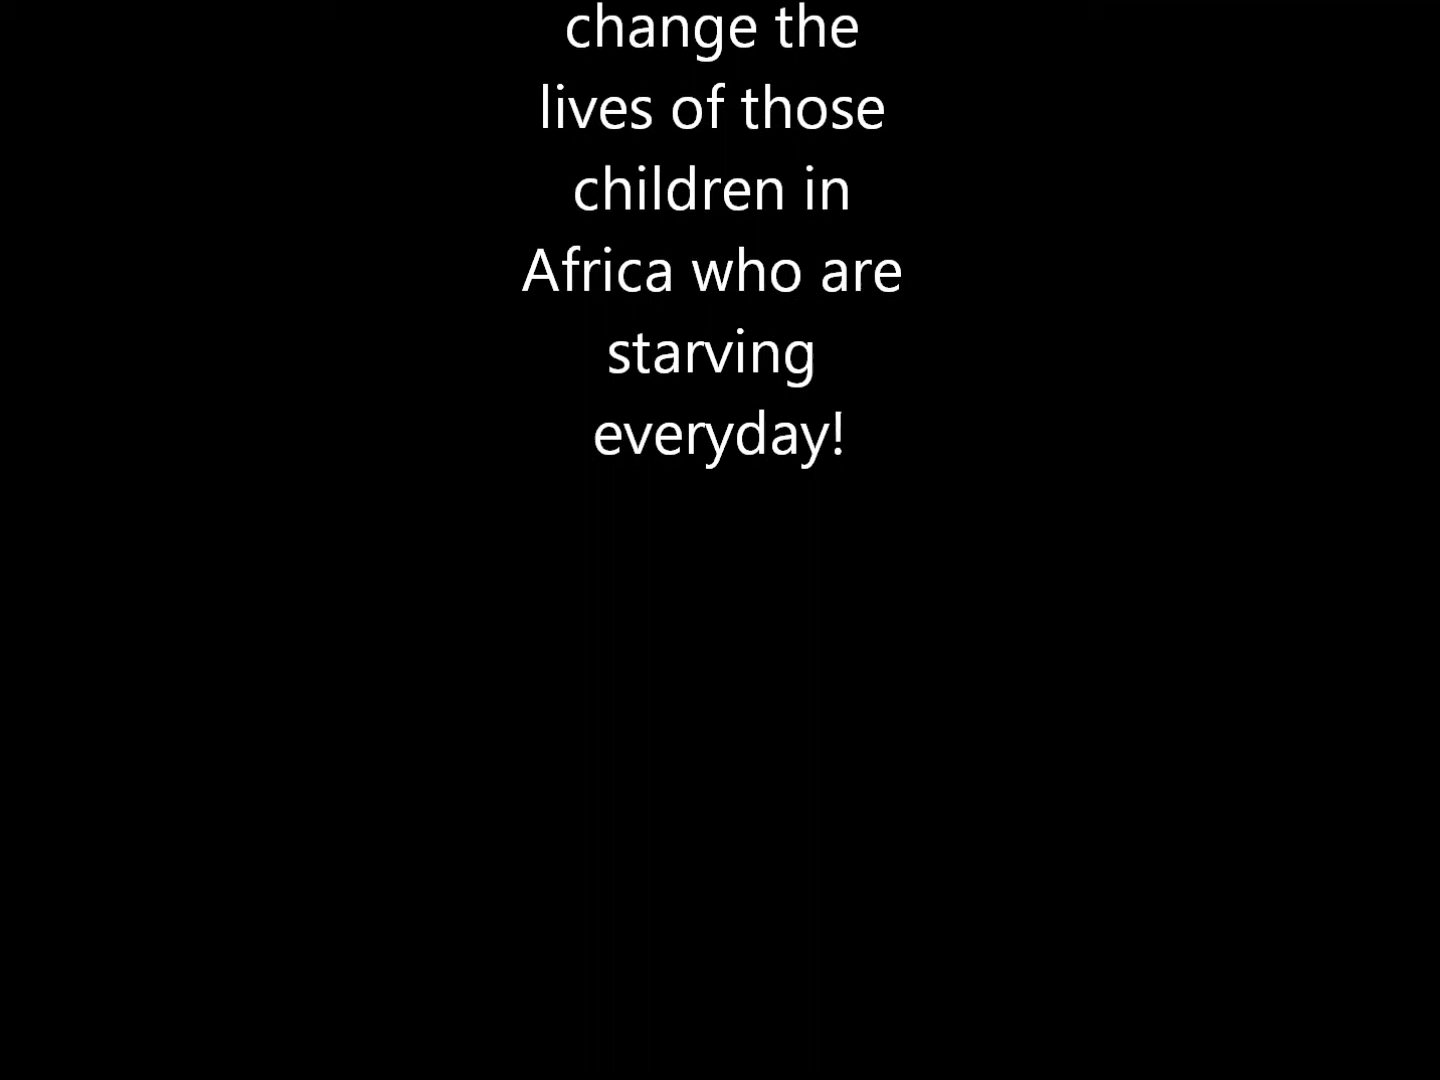 change the
lives of those
children in
Africa who are
starving
everyday!